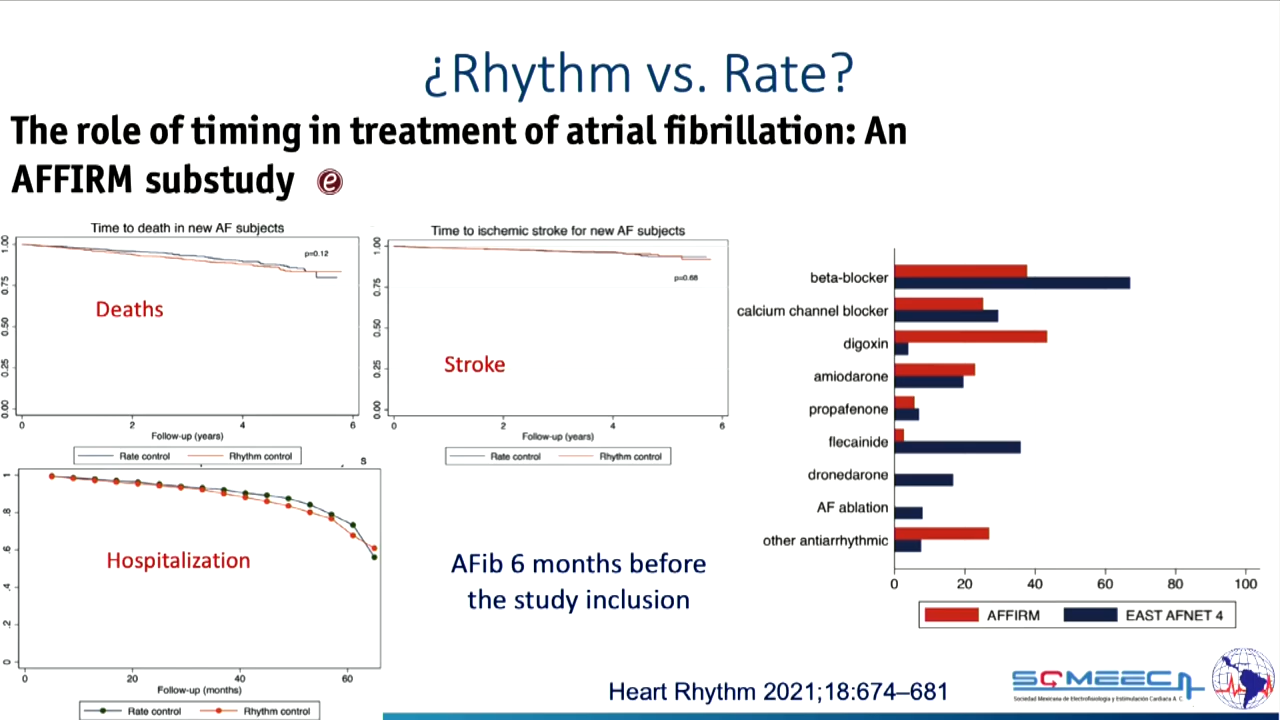 ¿Rhythm vs. Rate?
The role of timing in treatment of atrial fibrillation: An
AFFIRM substudy e
Time to death in new AF subjects
1.00
0.75
0.50
0.25
0.00
p=0.12
Deaths
0 2 4 6
Follow-up (years)
Rate control Rhythm control
Time to ischemic stroke for new AF subjects
1.00
0.75
0.50
0.25
0.00
p=0.68
Stroke
0 2 4 6
Follow-up (years)
Rate control Rhythm control
s
1
.8
.6
.4
.2
0
Hospitalization
0 20 40 60
Follow-up (months)
Rate control Rhythm control
AFib 6 months before
the study inclusion
beta-blocker
calcium channel blocker
digoxin
amiodarone
propafenone
flecainide
dronedarone
AF ablation
other antiarrhythmic
0 20 40 60 80 100
AFFIRM EAST AFNET 4
Heart Rhythm 2021;18:674–681
SOMEECA
Sociedad Mexicana de Electrofisiología y Estimulación Cardiaca A. C.